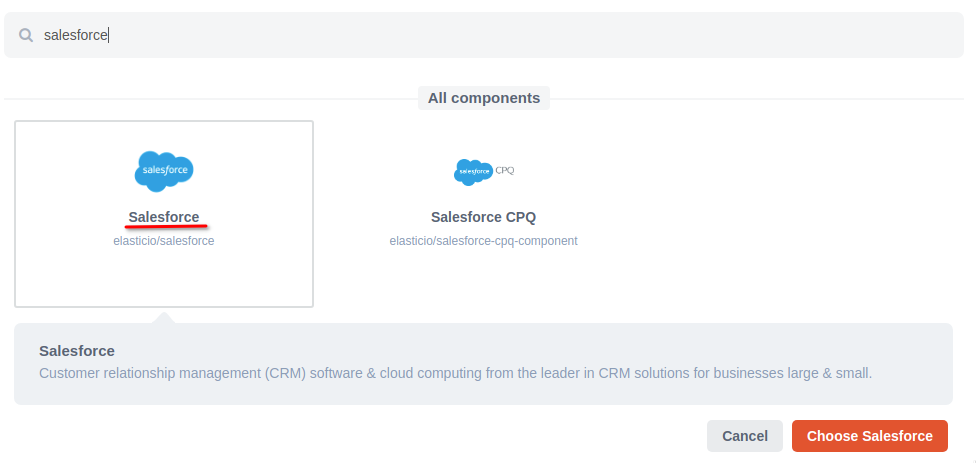 salesforce
All components
salesforce
Salesforce
elasticio/salesforce
salesforce CPQ
Salesforce CPQ
elasticio/salesforce-cpq-component
Salesforce
Customer relationship management (CRM) software & cloud computing from the leader in CRM solutions for businesses large & small.
Cancel
Choose Salesforce